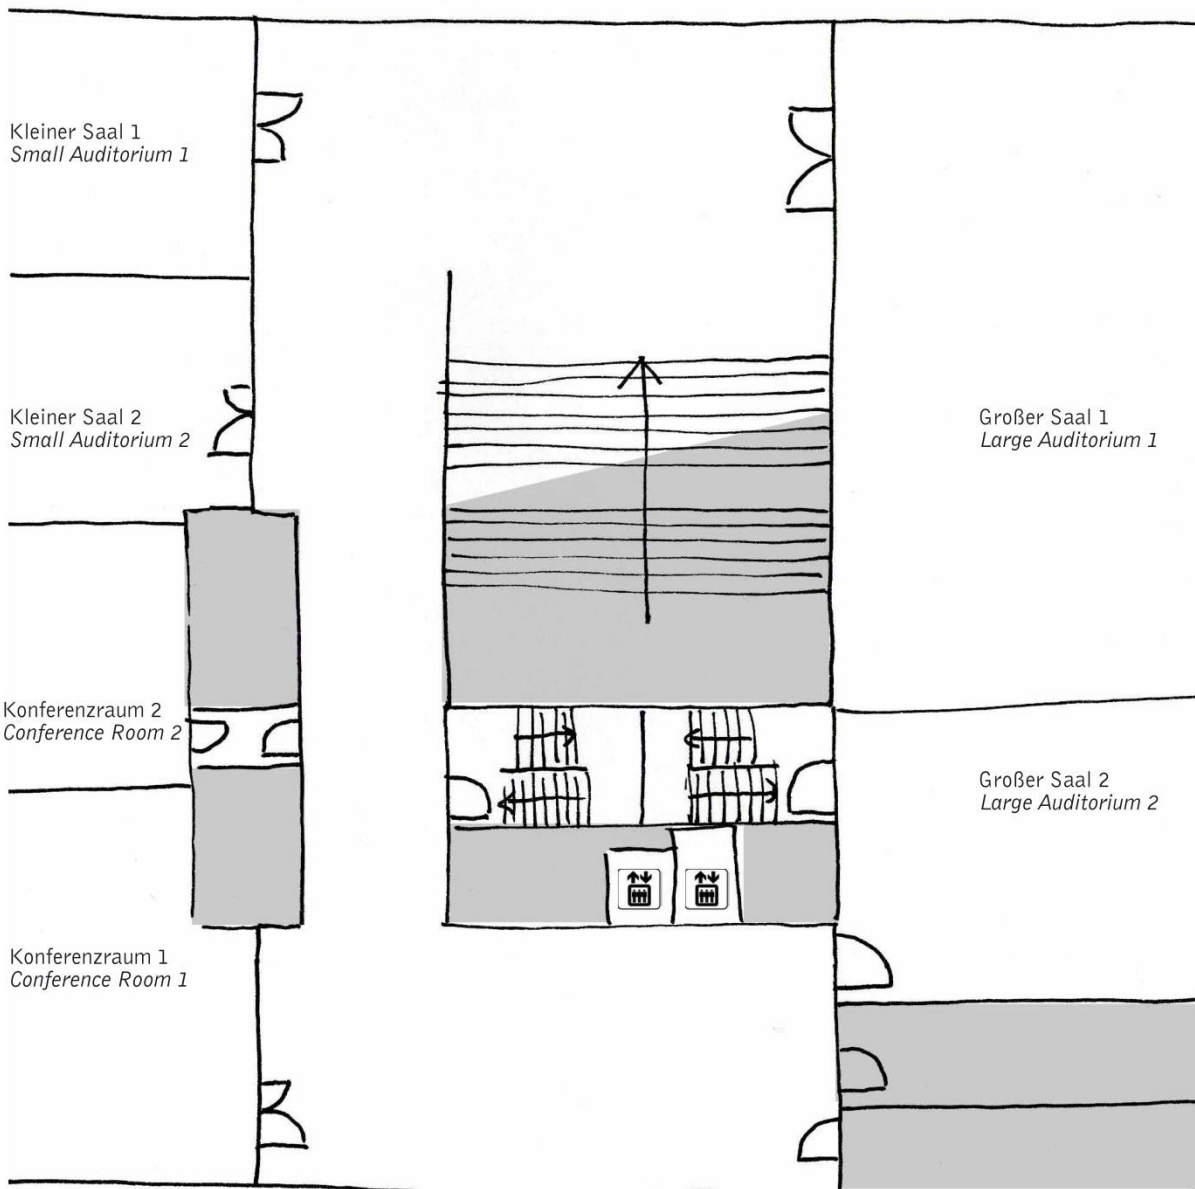 Kleiner Saal 1
Small Auditorium 1
Kleiner Saal 2
Small Auditorium 2
Großer Saal 1
Large Auditorium 1
Konferenzraum 2
Conference Room 2
Großer Saal 2
Large Auditorium 2
Konferenzraum 1
Conference Room 1